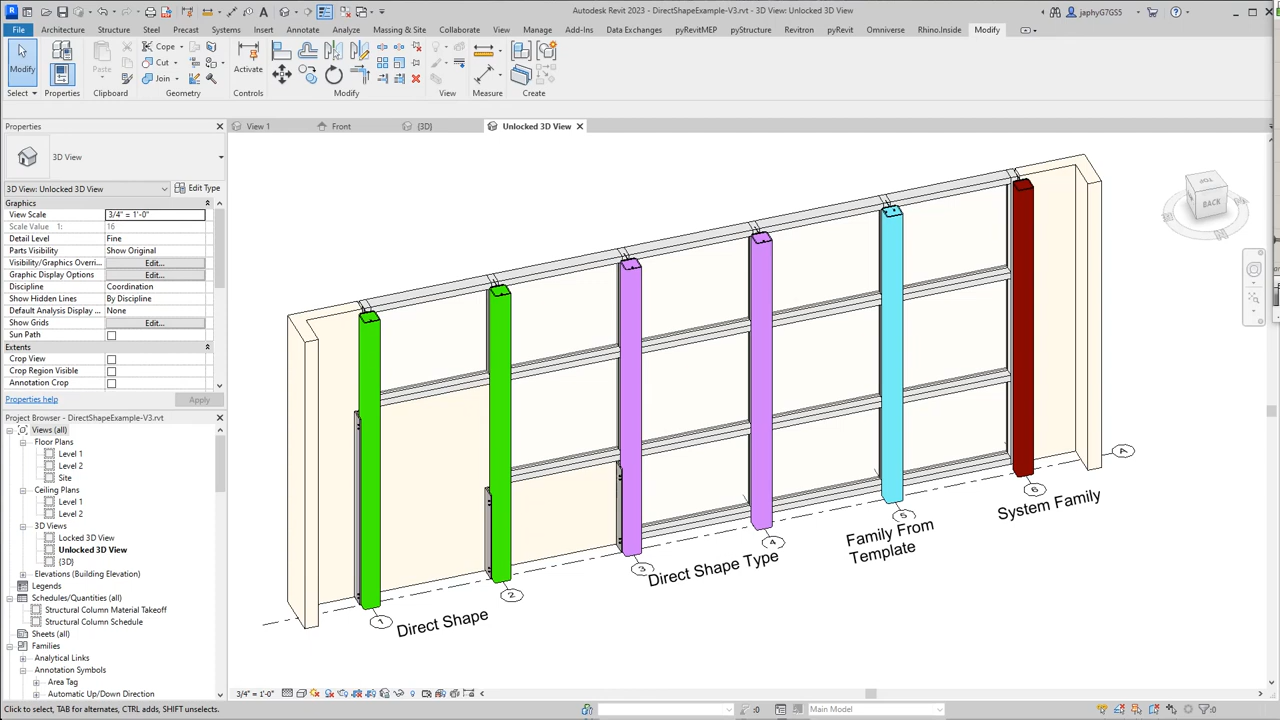 R
Autodesk Revit 2023 - DirectShapeExample-V3.rvt - 3D View: Unlocked 3D View
japhyG7GS5
File Architecture Structure Steel Precast Systems Insert Annotate Analyze Massing & Site Collaborate View Manage Add-Ins Data Exchanges pyRevitMEP pyStructure Revitron pyRevit Omniverse Rhino.Inside Modify
Modify Properties Paste Cope Cut Join Activate
Select Properties Clipboard Geometry Controls Modify View Measure Create
Properties
View 1 Front {3D} Unlocked 3D View
3D View
3D View: Unlocked 3D View Edit Type
Graphics
View Scale 3/4" = 1'-0"
Scale Value 1: 16
Detail Level Fine
Parts Visibility Show Original
Visibility/Graphics Overri... Edit...
Graphic Display Options Edit...
Discipline Coordination
Show Hidden Lines By Discipline
Default Analysis Display ... None
Show Grids Edit...
Sun Path
Extents
Crop View
Crop Region Visible
Annotation Crop
Properties help Apply
Project Browser - DirectShapeExample-V3.rvt
Views (all)
Floor Plans
Level 1
Level 2
Site
Ceiling Plans
Level 1
Level 2
3D Views
Locked 3D View
Unlocked 3D View
{3D}
Elevations (Building Elevation)
Legends
Schedules/Quantities (all)
Structural Column Material Takeoff
Structural Column Schedule
Sheets (all)
Families
Analytical Links
Annotation Symbols
Area Tag
Automatic Up/Down Direction
TOP
BACK
A
6
System Family
5
Family From
Template
4
3
Direct Shape Type
2
1
Direct Shape
3/4" = 1'-0"
Click to select, TAB for alternates, CTRL adds, SHIFT unselects. :0 Main Model :0